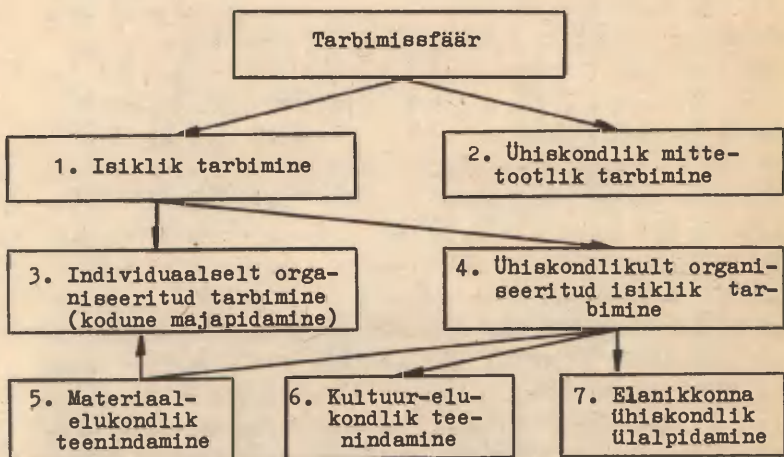 Tarbimissfäär
1. Isiklik tarbimine
2. Ühiskondlik mitte-
tootlik tarbimine
3. Individuaalselt orga-
niseeritud tarbimine
(kodune majapidamine)
4. Ühiskondlikult organi-
seeritud isiklik tar-
bimine
5. Materiaal-
elukondlik
teenindamine
6. Kultuur-elu-
kondlik tee-
nindamine
7. Elanikkonna
ühiskondlik
ülalpidamine